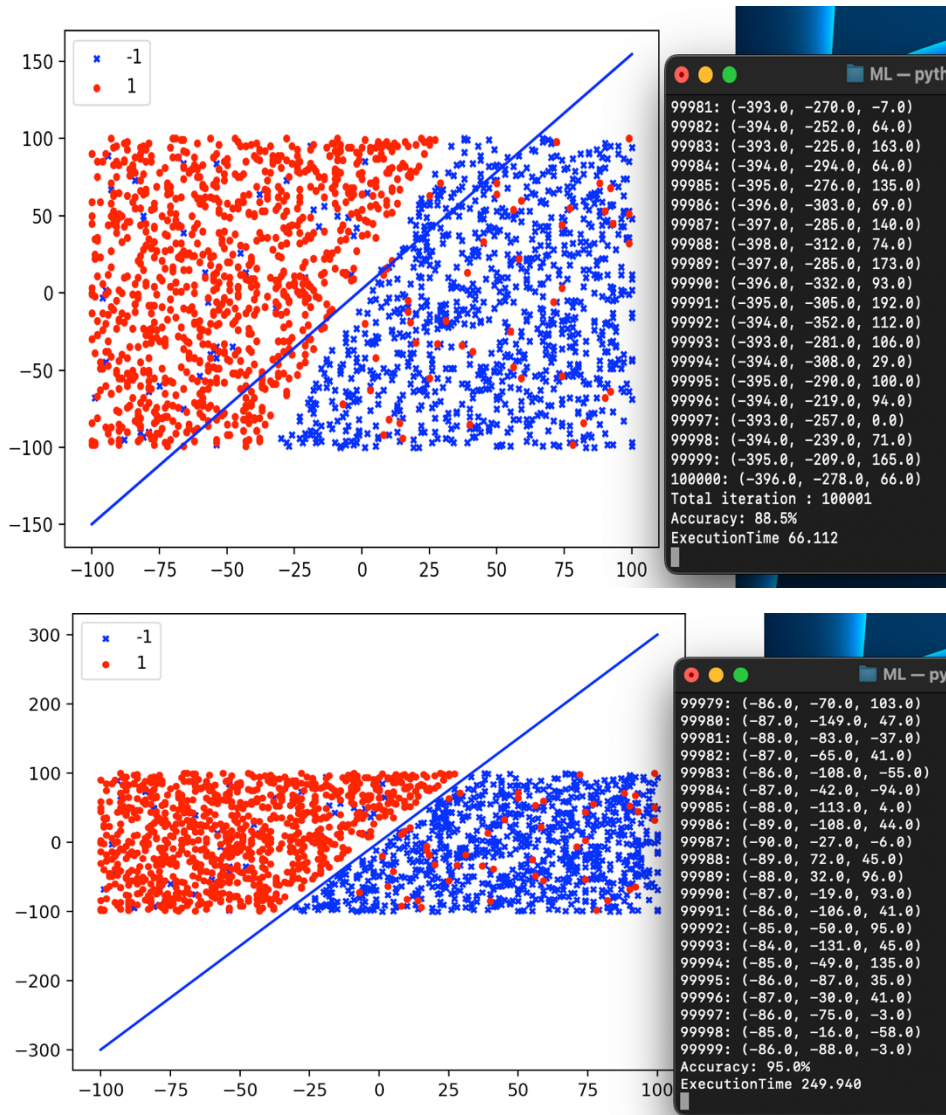 -1
1
150
100
50
0
−50
−100
−150
−100 −75 −50 −25 0 25 50 75 100
ML — pyth
99981: (-393.0, -270.0, -7.0)
99982: (-394.0, -252.0, 64.0)
99983: (-393.0, -225.0, 163.0)
99984: (-394.0, -294.0, 64.0)
99985: (-395.0, -276.0, 135.0)
99986: (-396.0, -303.0, 69.0)
99987: (-397.0, -285.0, 140.0)
99988: (-398.0, -312.0, 74.0)
99989: (-397.0, -285.0, 173.0)
99990: (-396.0, -332.0, 93.0)
99991: (-395.0, -305.0, 192.0)
99992: (-394.0, -352.0, 112.0)
99993: (-393.0, -281.0, 106.0)
99994: (-394.0, -308.0, 29.0)
99995: (-395.0, -290.0, 100.0)
99996: (-394.0, -219.0, 94.0)
99997: (-393.0, -257.0, 0.0)
99998: (-394.0, -239.0, 71.0)
99999: (-395.0, -209.0, 165.0)
100000: (-396.0, -278.0, 66.0)
Total iteration : 100001
Accuracy: 88.5%
ExecutionTime 66.112
-1
1
300
200
100
0
−100
−200
−300
−100 −75 −50 −25 0 25 50 75 100
ML — py
99979: (-86.0, -70.0, 103.0)
99980: (-87.0, -149.0, 47.0)
99981: (-88.0, -83.0, -37.0)
99982: (-87.0, -65.0, 41.0)
99983: (-86.0, -108.0, -55.0)
99984: (-87.0, -42.0, -94.0)
99985: (-88.0, -113.0, 4.0)
99986: (-89.0, -108.0, 44.0)
99987: (-90.0, -27.0, -6.0)
99988: (-89.0, 72.0, 45.0)
99989: (-88.0, 32.0, 96.0)
99990: (-87.0, -19.0, 93.0)
99991: (-86.0, -106.0, 41.0)
99992: (-85.0, -50.0, 95.0)
99993: (-84.0, -131.0, 45.0)
99994: (-85.0, -49.0, 135.0)
99995: (-86.0, -87.0, 35.0)
99996: (-87.0, -30.0, 41.0)
99997: (-86.0, -75.0, -3.0)
99998: (-85.0, -16.0, -58.0)
99999: (-86.0, -88.0, -3.0)
Accuracy: 95.0%
ExecutionTime 249.940